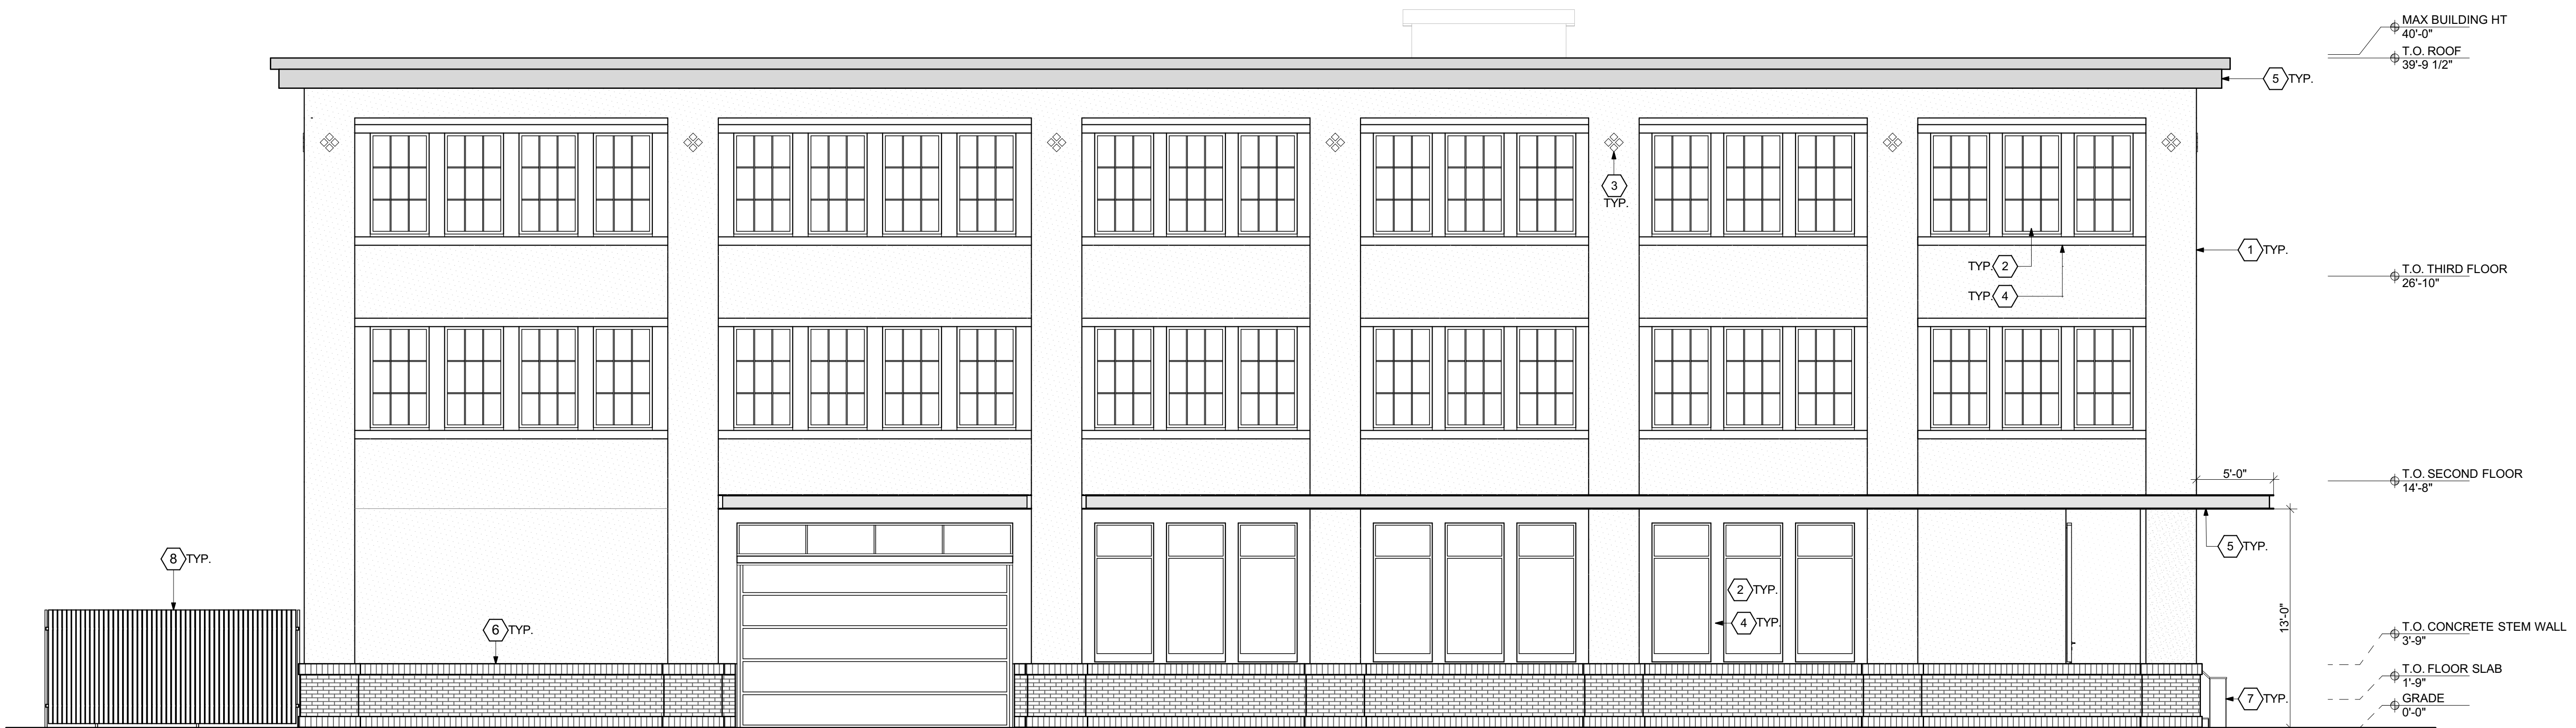 MAX BUILDING HT
40'-0"
T.O. ROOF
39'-9 1/2"
5 TYP.
3
TYP.
1 TYP.
TYP. 2
T.O. THIRD FLOOR
26'-10"
TYP. 4
5'-0"
T.O. SECOND FLOOR
14'-8"
5 TYP.
8 TYP.
2 TYP.
13'-0"
4 TYP.
6 TYP.
T.O. CONCRETE STEM WALL
3'-9"
T.O. FLOOR SLAB
1'-9"
7 TYP.
GRADE
0'-0"